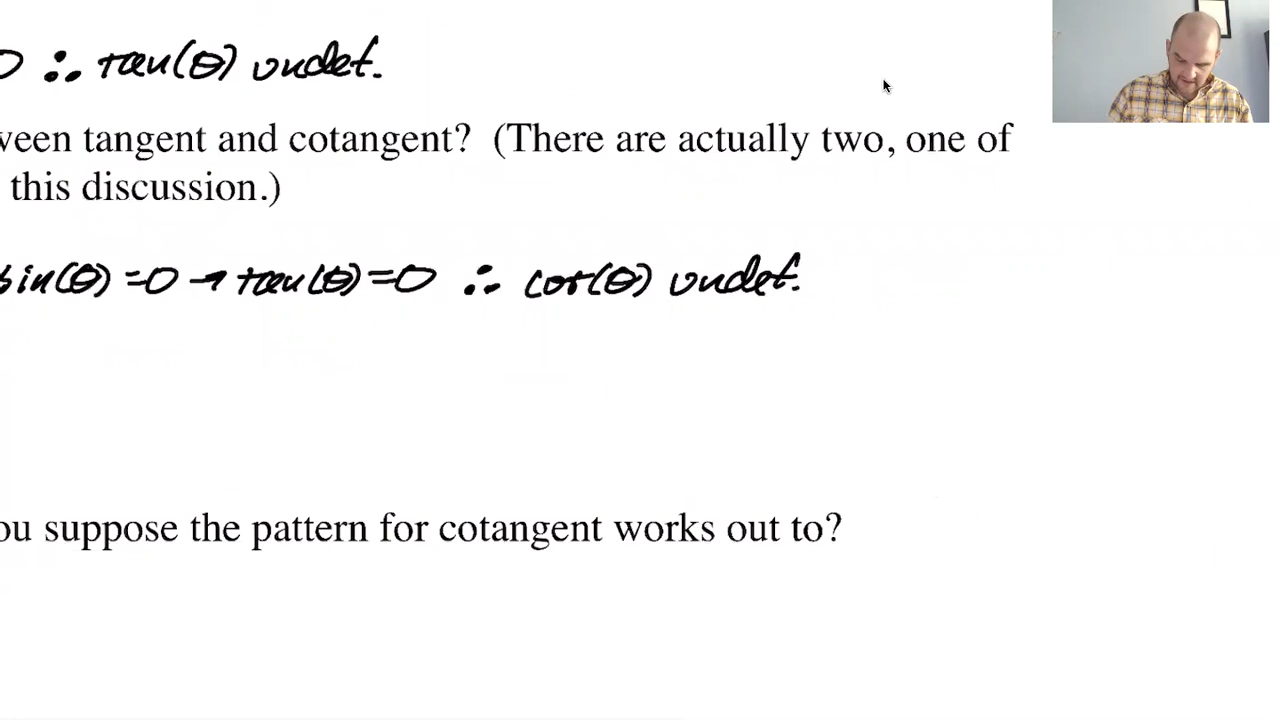 0 ∴ tan(θ) undef.
ween tangent and cotangent? (There are actually two, one of
this discussion.)
sin(θ)=0 → tan(θ)=0 ∴ cot(θ) undef.
ou suppose the pattern for cotangent works out to?